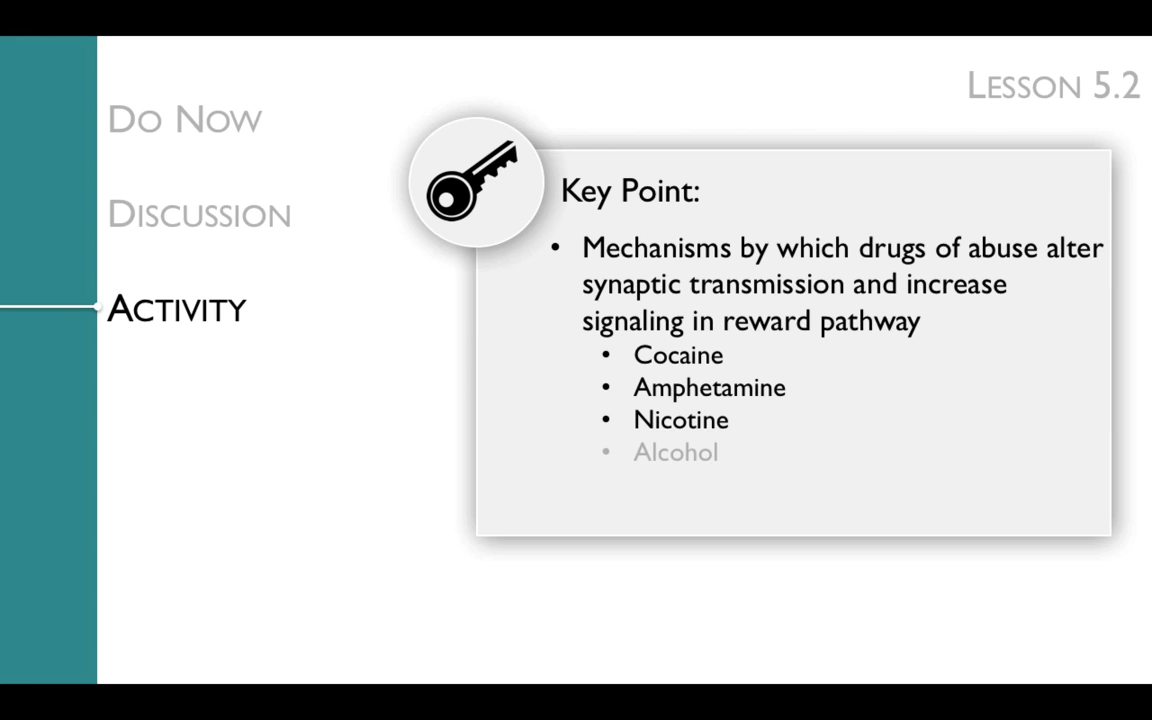 LESSON 5.2
DO NOW
DISCUSSION
ACTIVITY
Key Point:
• Mechanisms by which drugs of abuse alter
synaptic transmission and increase
signaling in reward pathway
• Cocaine
• Amphetamine
• Nicotine
• Alcohol